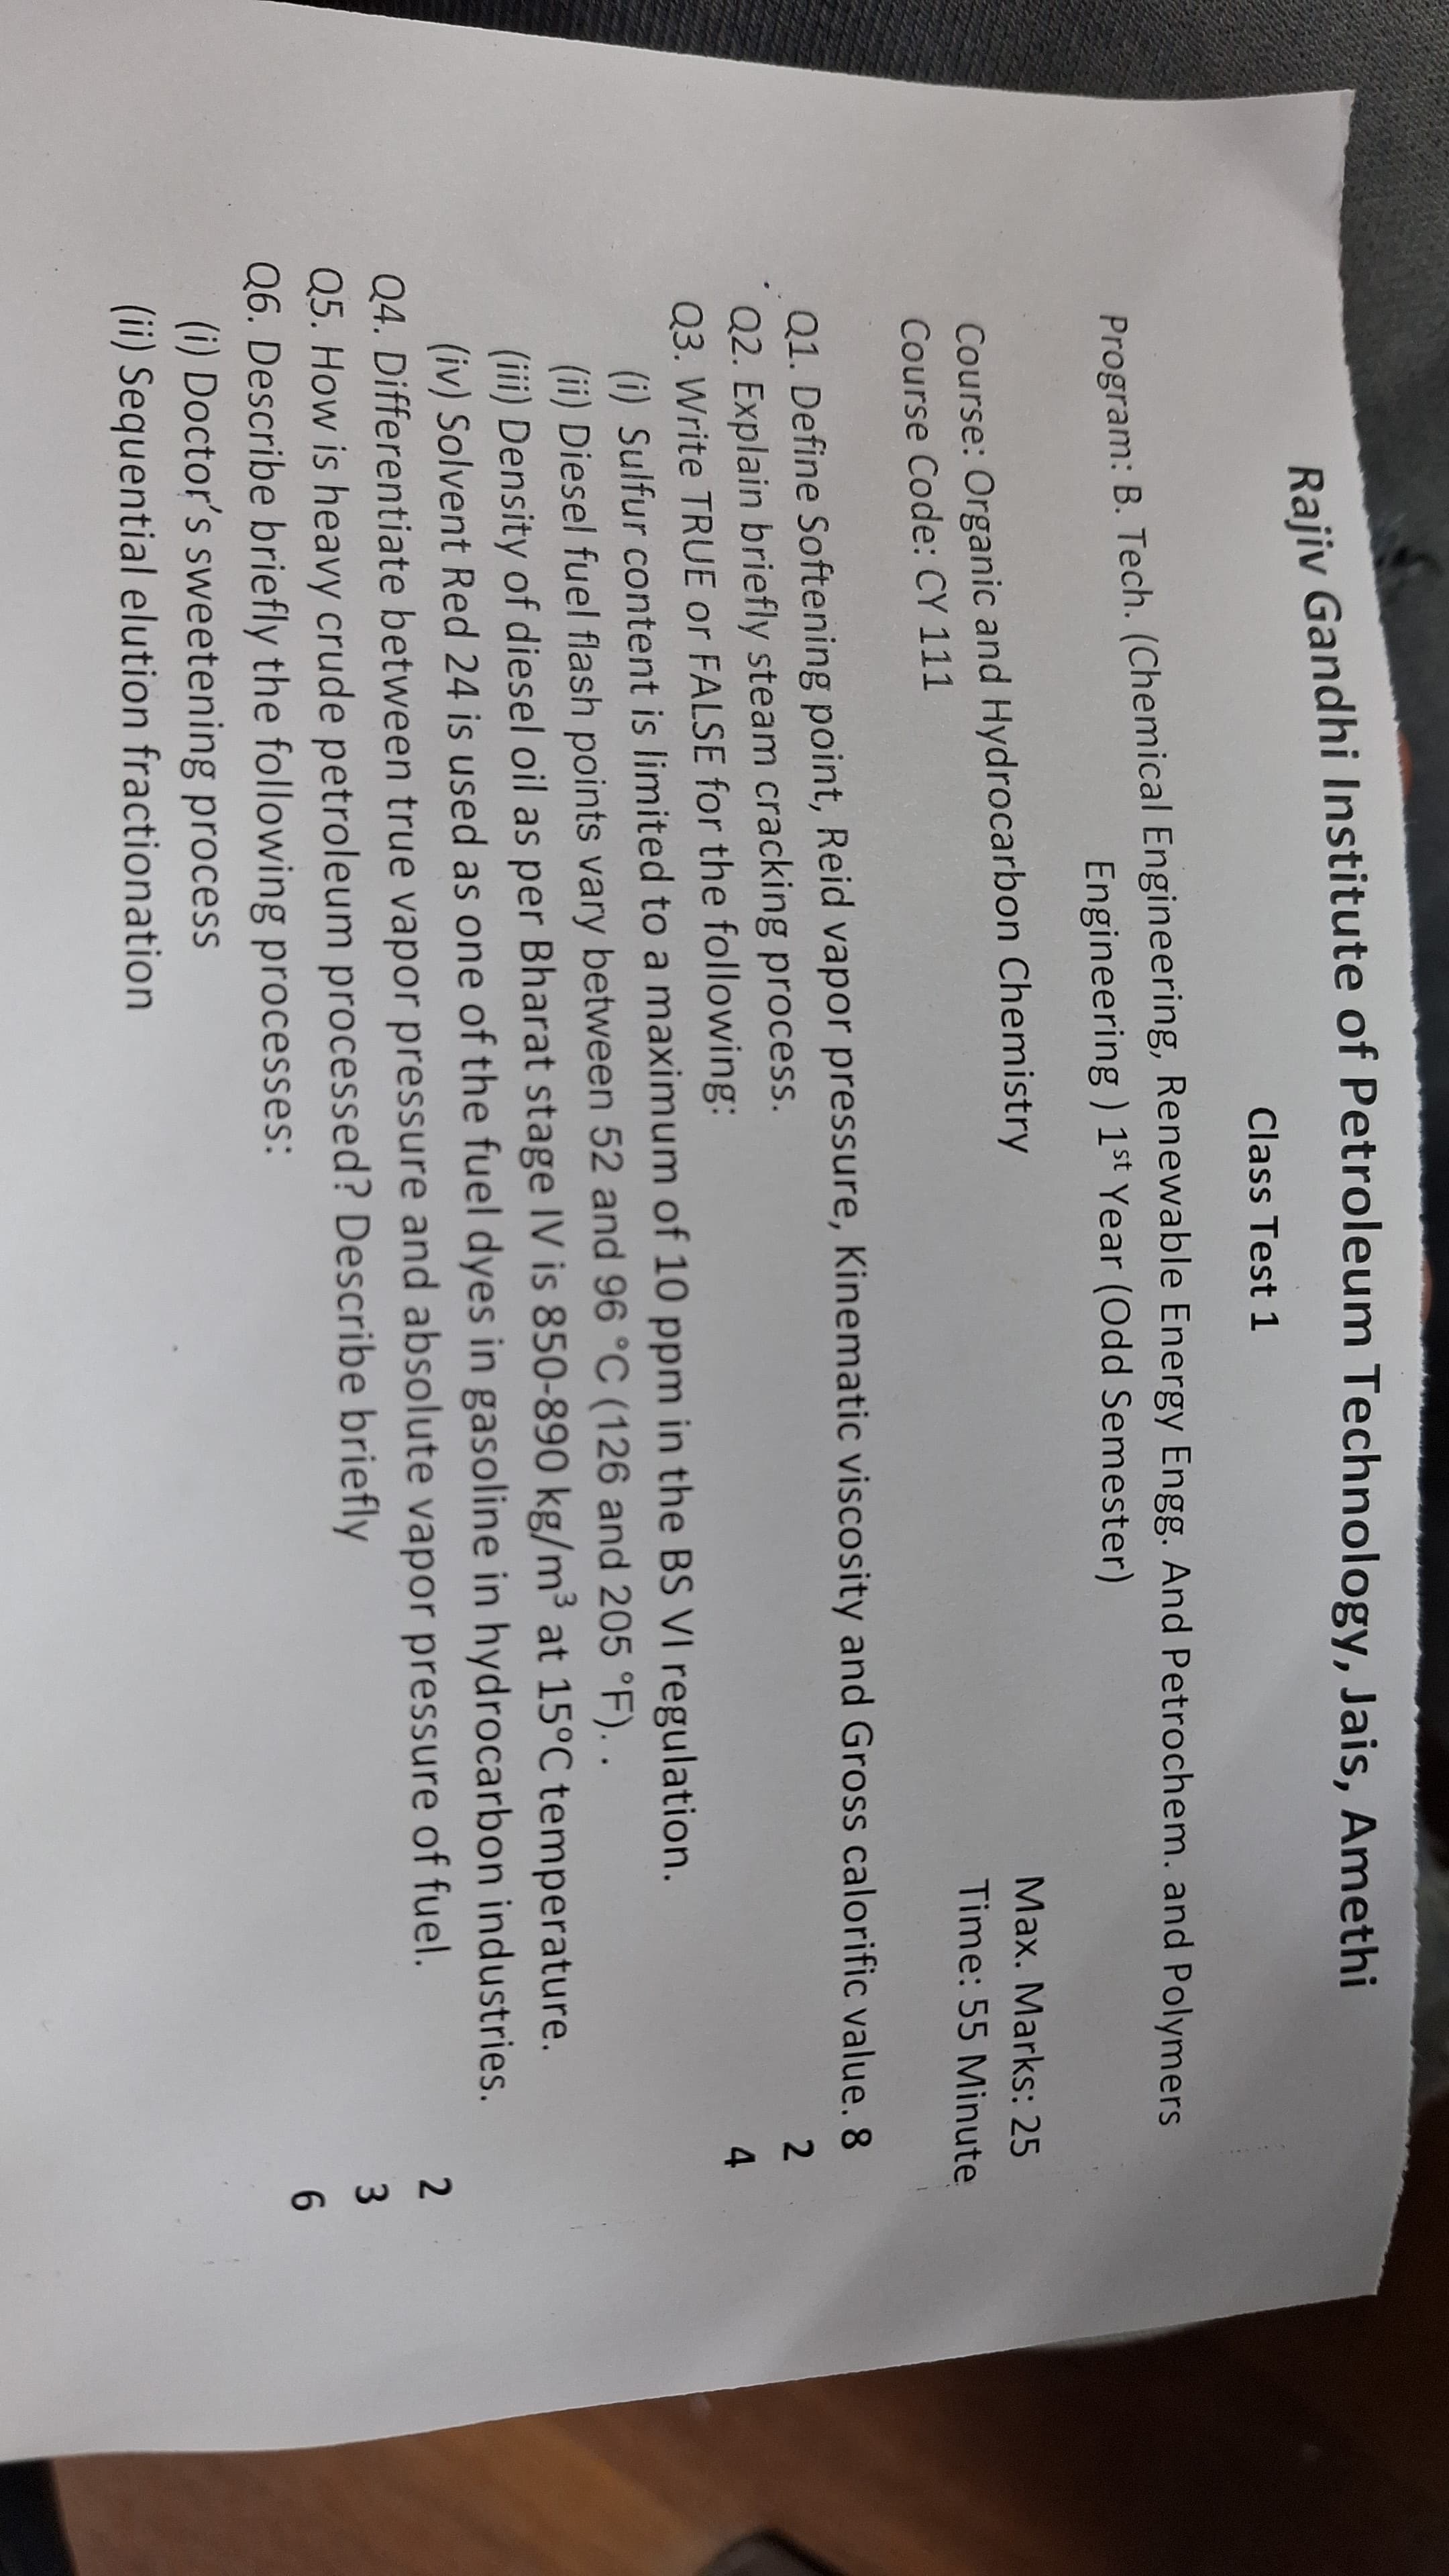 Rajiv Gandhi Institute of Petroleum Technology, Jais, Amethi
Class Test 1
Program: B. Tech. (Chemical Engineering, Renewable Energy Engg. And Petrochem. and Polymers
Engineering ) 1st Year (Odd Semester)
Max. Marks: 25
Course: Organic and Hydrocarbon Chemistry
Time: 55 Minute
Course Code: CY 111
Q1. Define Softening point, Reid vapor pressure, Kinematic viscosity and Gross calorific value. 8
Q2. Explain briefly steam cracking process. 2
Q3. Write TRUE or FALSE for the following: 4
(i) Sulfur content is limited to a maximum of 10 ppm in the BS VI regulation.
(ii) Diesel fuel flash points vary between 52 and 96 °C (126 and 205 °F). .
(iii) Density of diesel oil as per Bharat stage IV is 850-890 kg/m³ at 15°C temperature.
(iv) Solvent Red 24 is used as one of the fuel dyes in gasoline in hydrocarbon industries.
Q4. Differentiate between true vapor pressure and absolute vapor pressure of fuel. 2
Q5. How is heavy crude petroleum processed? Describe briefly 3
Q6. Describe briefly the following processes: 6
(i) Doctor's sweetening process
(ii) Sequential elution fractionation